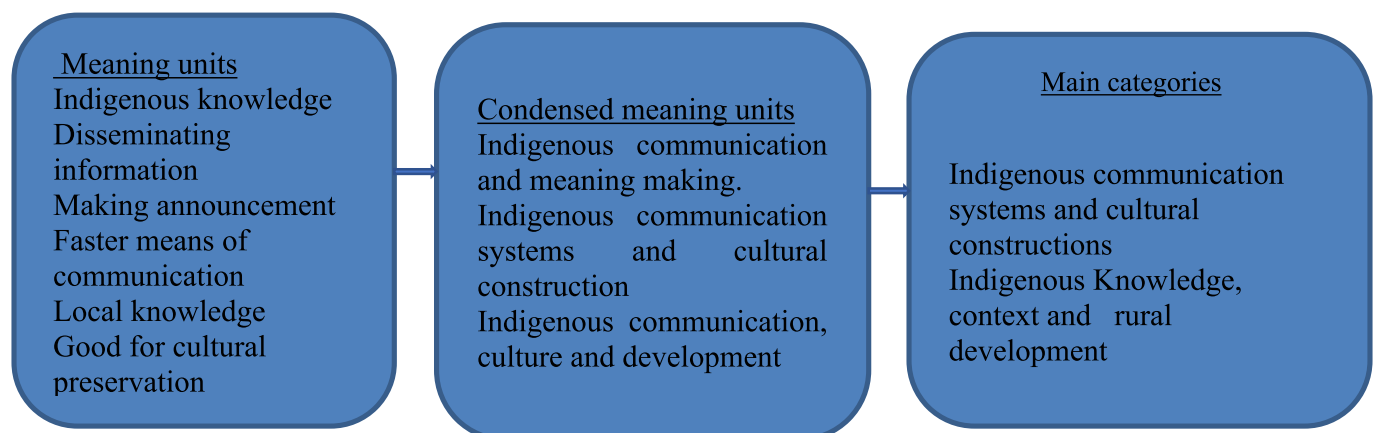 Meaning units
Indigenous knowledge
Disseminating
information
Making announcement
Faster means of
communication
Local knowledge
Good for cultural
preservation
Condensed meaning units
Indigenous communication
and meaning making.
Indigenous communication
systems and cultural
construction
Indigenous communication,
culture and development
Main categories
Indigenous communication
systems and cultural
constructions
Indigenous Knowledge,
context and rural
development